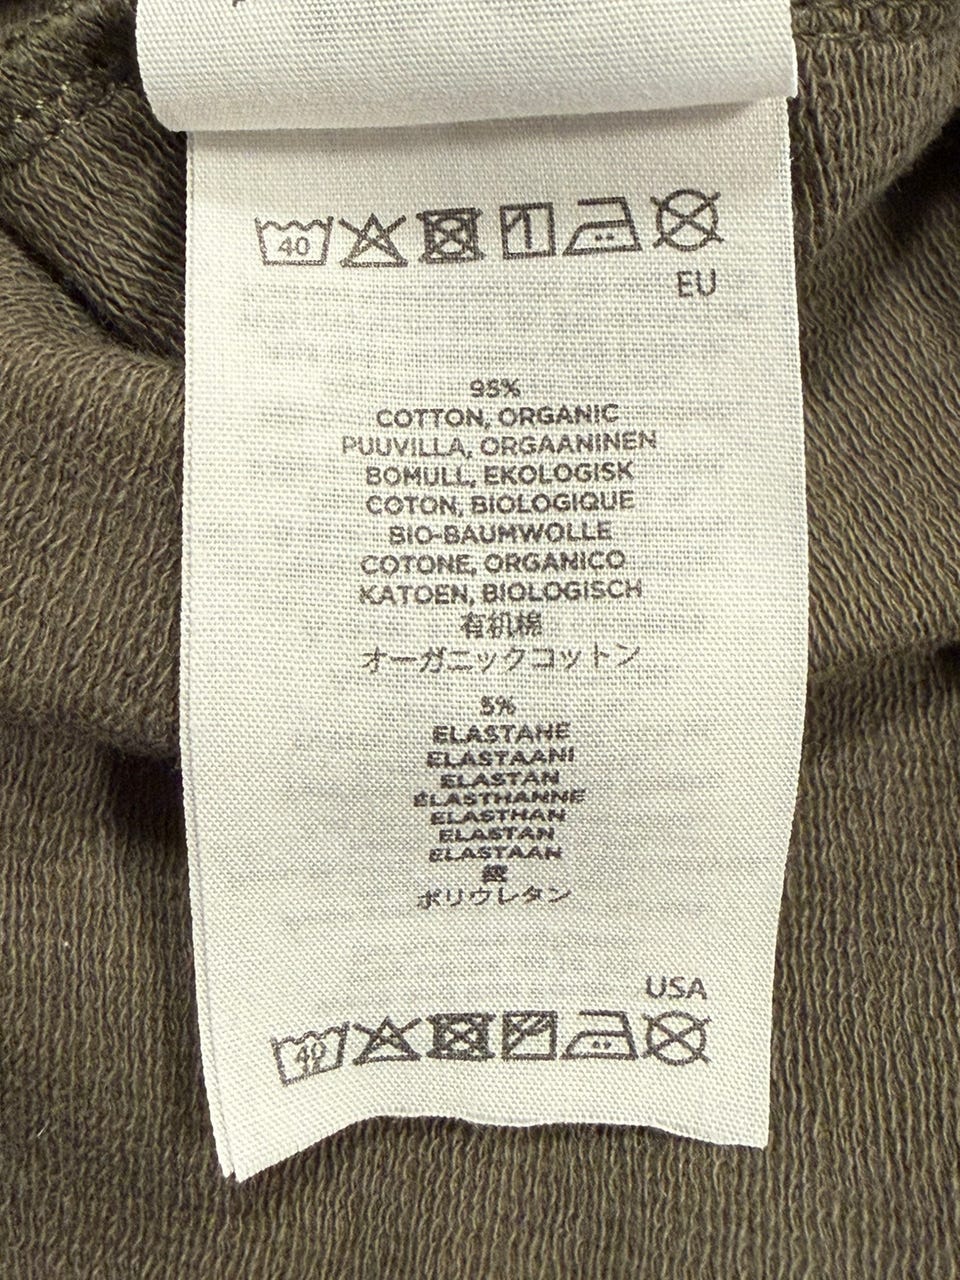 40
EU
95%
COTTON, ORGANIC
PUUVILLA, ORGAANINEN
BOMULL, EKOLOGISK
COTON, BIOLOGIQUE
BIO-BAUMWOLLE
COTONE, ORGANICO
KATOEN, BIOLOGISCH
有机棉
オーガニックコットン
5%
ELASTANE
ELASTAANI
ELASTAN
ÉLASTHANNE
ELASTHAN
ELASTAN
ELASTAAN
ポリウレタン
USA
40